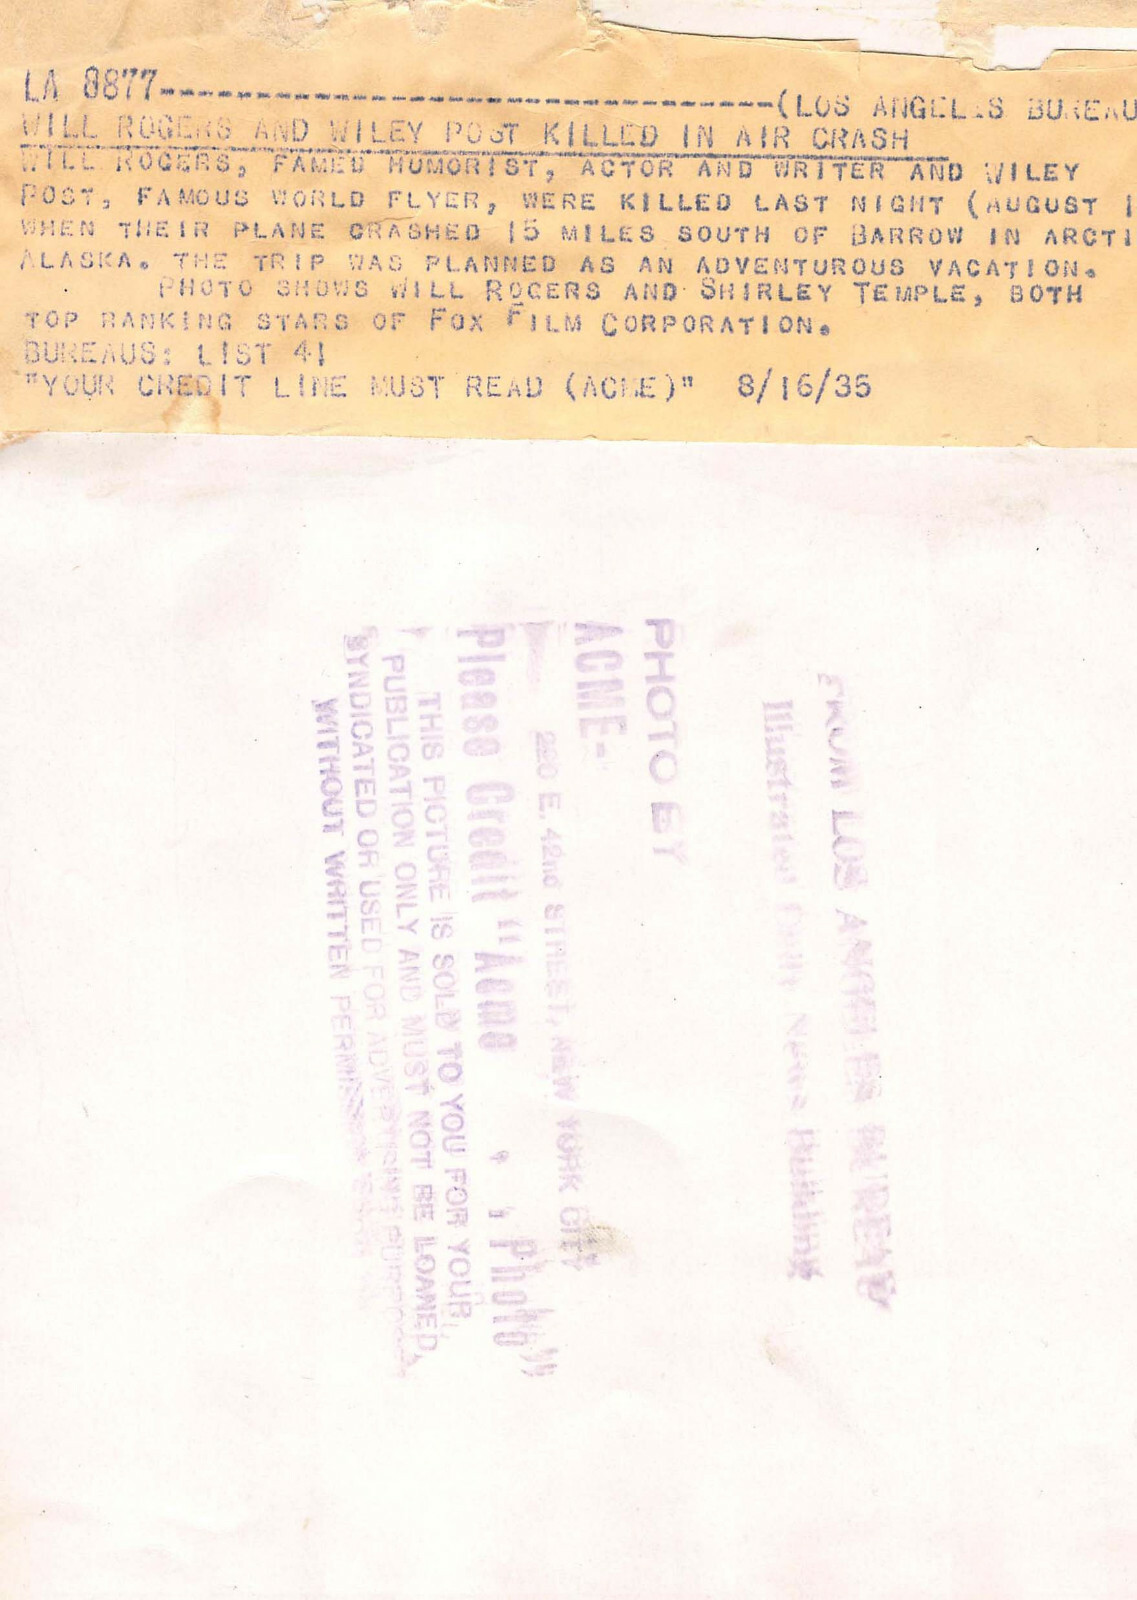 LA 8877------------------------------------(LOS ANGELES BUREAU
WILL ROGERS AND WILEY POST KILLED IN AIR CRASH
WILL ROGERS, FAMED HUMORIST, ACTOR AND WRITER AND WILEY
POST, FAMOUS WORLD FLYER, WERE KILLED LAST NIGHT (AUGUST 1
WHEN THEIR PLANE CRASHED 15 MILES SOUTH OF BARROW IN ARCTI
ALASKA. THE TRIP WAS PLANNED AS AN ADVENTUROUS VACATION.
PHOTO SHOWS WILL ROGERS AND SHIRLEY TEMPLE, BOTH
TOP RANKING STARS OF FOX FILM CORPORATION.
BUREAUS: LIST 41
"YOUR CREDIT LINE MUST READ (ACME)" 8/16/35
FROM LOS ANGELES BUREAU
Illustrated Daily News Building
PHOTO BY
ACME-
220 E. 42nd STREET, NEW YORK CITY
Please Credit "Acme , , Photo"
THIS PICTURE IS SOLD TO YOU FOR YOUR
PUBLICATION ONLY AND MUST NOT BE LOANED,
SYNDICATED OR USED FOR ADVERTISING PURPOSES
WITHOUT WRITTEN PERMISSION